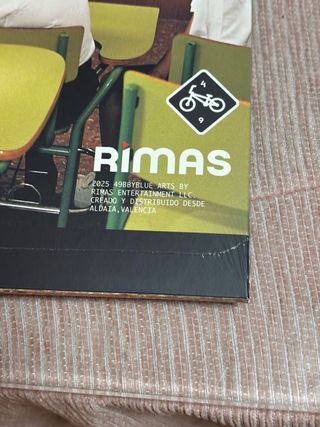 4
9
RIMAS
2025 49BBYBLUE ARTS BY
RIMAS ENTERTAINMENT LLC.
CREADO Y DISTRIBUIDO DESDE
ALDAIA,VALENCIA